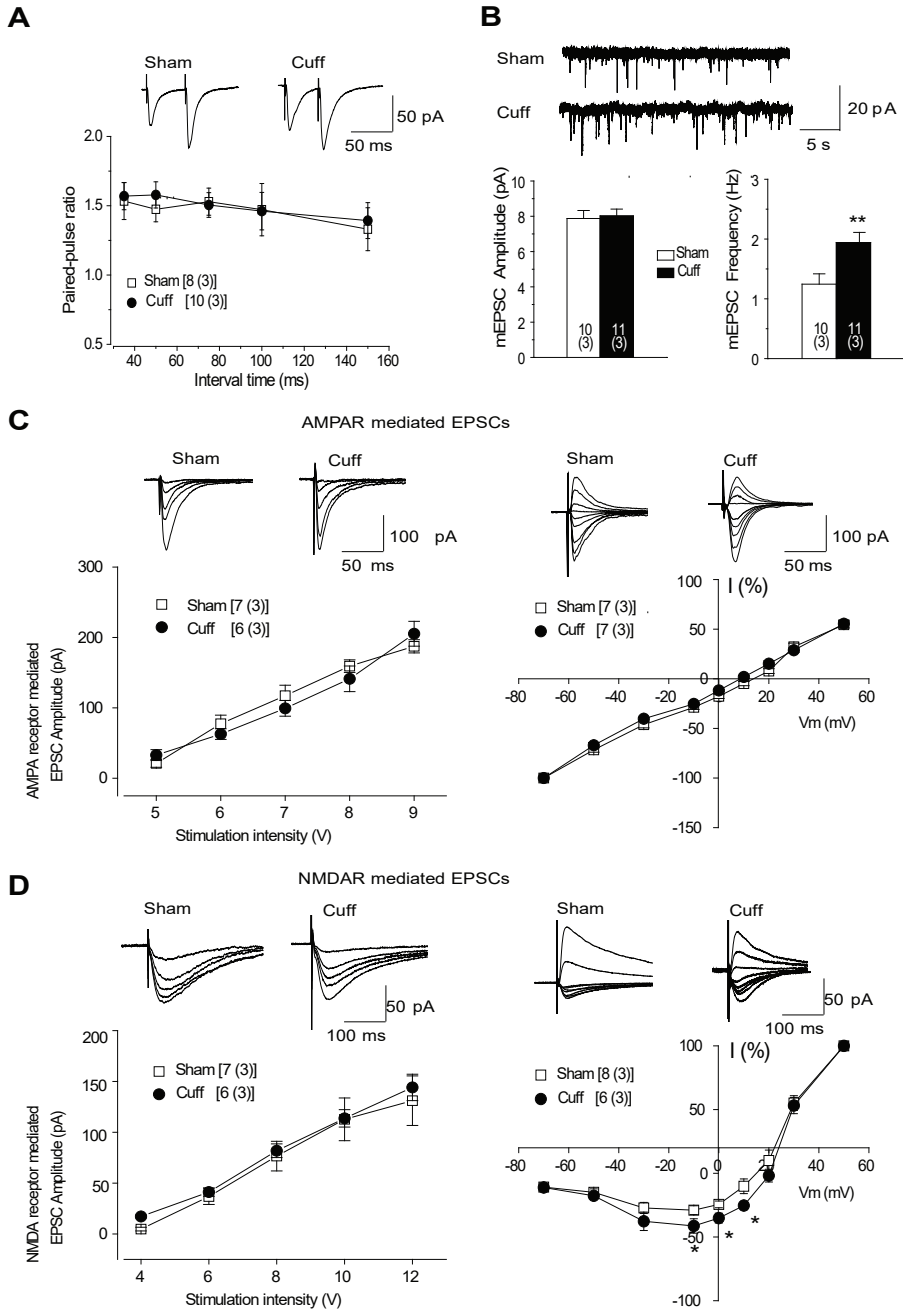 A
Sham
Cuff
50 pA
50 ms
2.0
1.5
1.0
0.5
Paired-pulse ratio
Sham [8 (3)]
Cuff [10 (3)]
40 60 80 100 120 140 160
Interval time (ms)
B
Sham
Cuff
20 pA
5 s
10
8
6
4
2
0
mEPSC Amplitude (pA)
10
(3)
11
(3)
Sham
Cuff
3
2
1
0
mEPSC Frequency (Hz)
**
10
(3)
11
(3)
C
AMPAR mediated EPSCs
Sham
Cuff
100 pA
50 ms
300
200
100
0
AMPA receptor mediated
EPSC Amplitude (pA)
Sham [7 (3)]
Cuff [6 (3)]
5 6 7 8 9
Stimulation intensity (V)
Sham
Cuff
100 pA
50 ms
I (%)
Sham [7 (3)]
Cuff [7 (3)]
100
50
0
-50
-100
-150
-80 -60 -40 -20 0 20 40 60
Vm (mV)
D
NMDAR mediated EPSCs
Sham
Cuff
50 pA
100 ms
200
150
100
50
0
NMDA receptor mediated
EPSC Amplitude (pA)
Sham [7 (3)]
Cuff [6 (3)]
4 6 8 10 12
Stimulation intensity (V)
Sham
Cuff
50 pA
100 ms
I (%)
Sham [8 (3)]
Cuff [6 (3)]
100
50
0
-50
-100
-80 -60 -40 -20 0 40 60
Vm (mV)
* * *